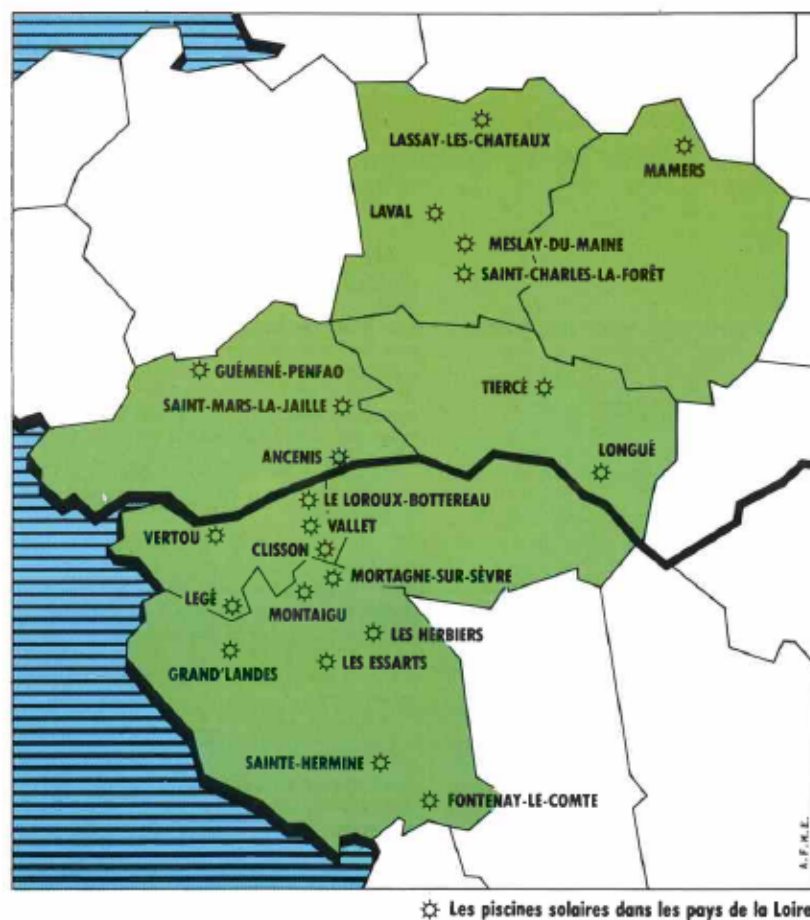 LASSAY-LES-CHATEAUX
MAMERS
LAVAL
MESLAY-DU-MAINE
SAINT-CHARLES-LA-FORÊT
GUÉMENÉ-PENFAO
TIERCÉ
SAINT-MARS-LA-JAILLE
ANCENIS
LONGUÉ
LE LOROUX-BOTTEREAU
VALLET
VERTOU
CLISSON
MORTAGNE-SUR-SÈVRE
LEGÉ
MONTAIGU
LES HERBIERS
GRAND'LANDES
LES ESSARTS
SAINTE-HERMINE
FONTENAY-LE-COMTE
A.F.M.E.
Les piscines solaires dans les pays de la Loire